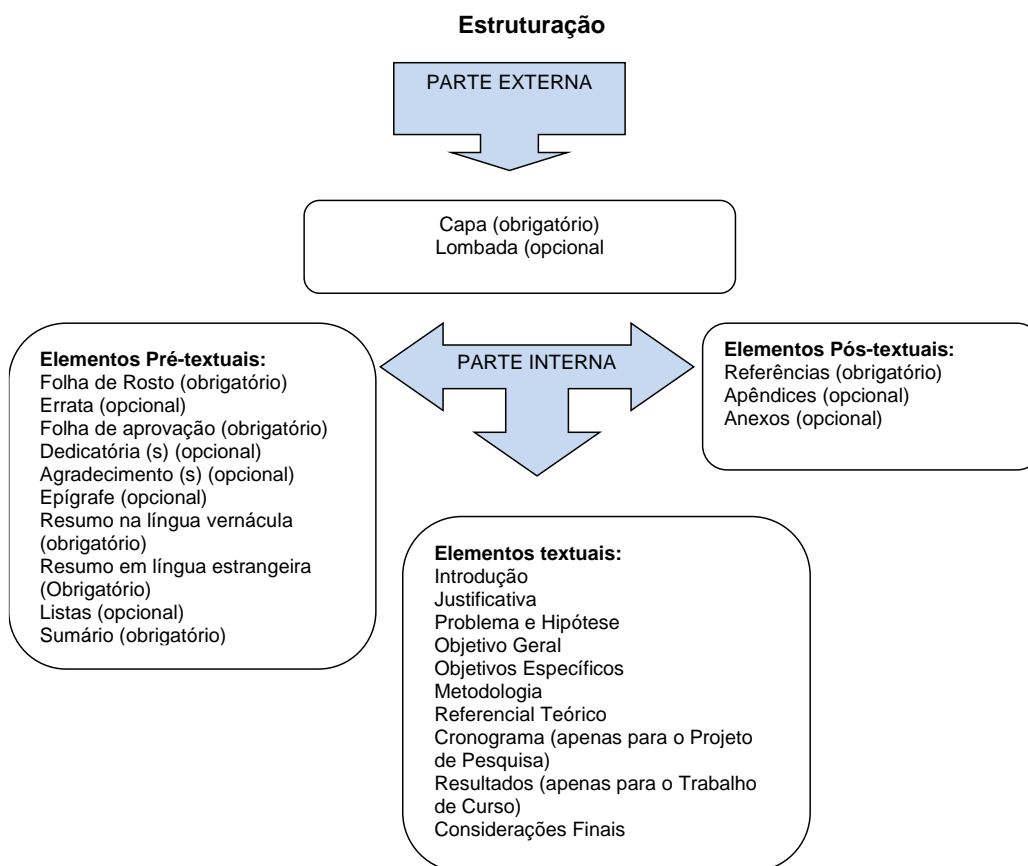 Estruturação
PARTE EXTERNA
Capa (obrigatório)
Lombada (opcional
PARTE INTERNA
Elementos Pré-textuais:
Folha de Rosto (obrigatório)
Errata (opcional)
Folha de aprovação (obrigatório)
Dedicatória (s) (opcional)
Agradecimento (s) (opcional)
Epígrafe (opcional)
Resumo na língua vernácula
(obrigatório)
Resumo em língua estrangeira
(Obrigatório)
Listas (opcional)
Sumário (obrigatório)
Elementos Pós-textuais:
Referências (obrigatório)
Apêndices (opcional)
Anexos (opcional)
Elementos textuais:
Introdução
Justificativa
Problema e Hipótese
Objetivo Geral
Objetivos Específicos
Metodologia
Referencial Teórico
Cronograma (apenas para o Projeto
de Pesquisa)
Resultados (apenas para o Trabalho
de Curso)
Considerações Finais